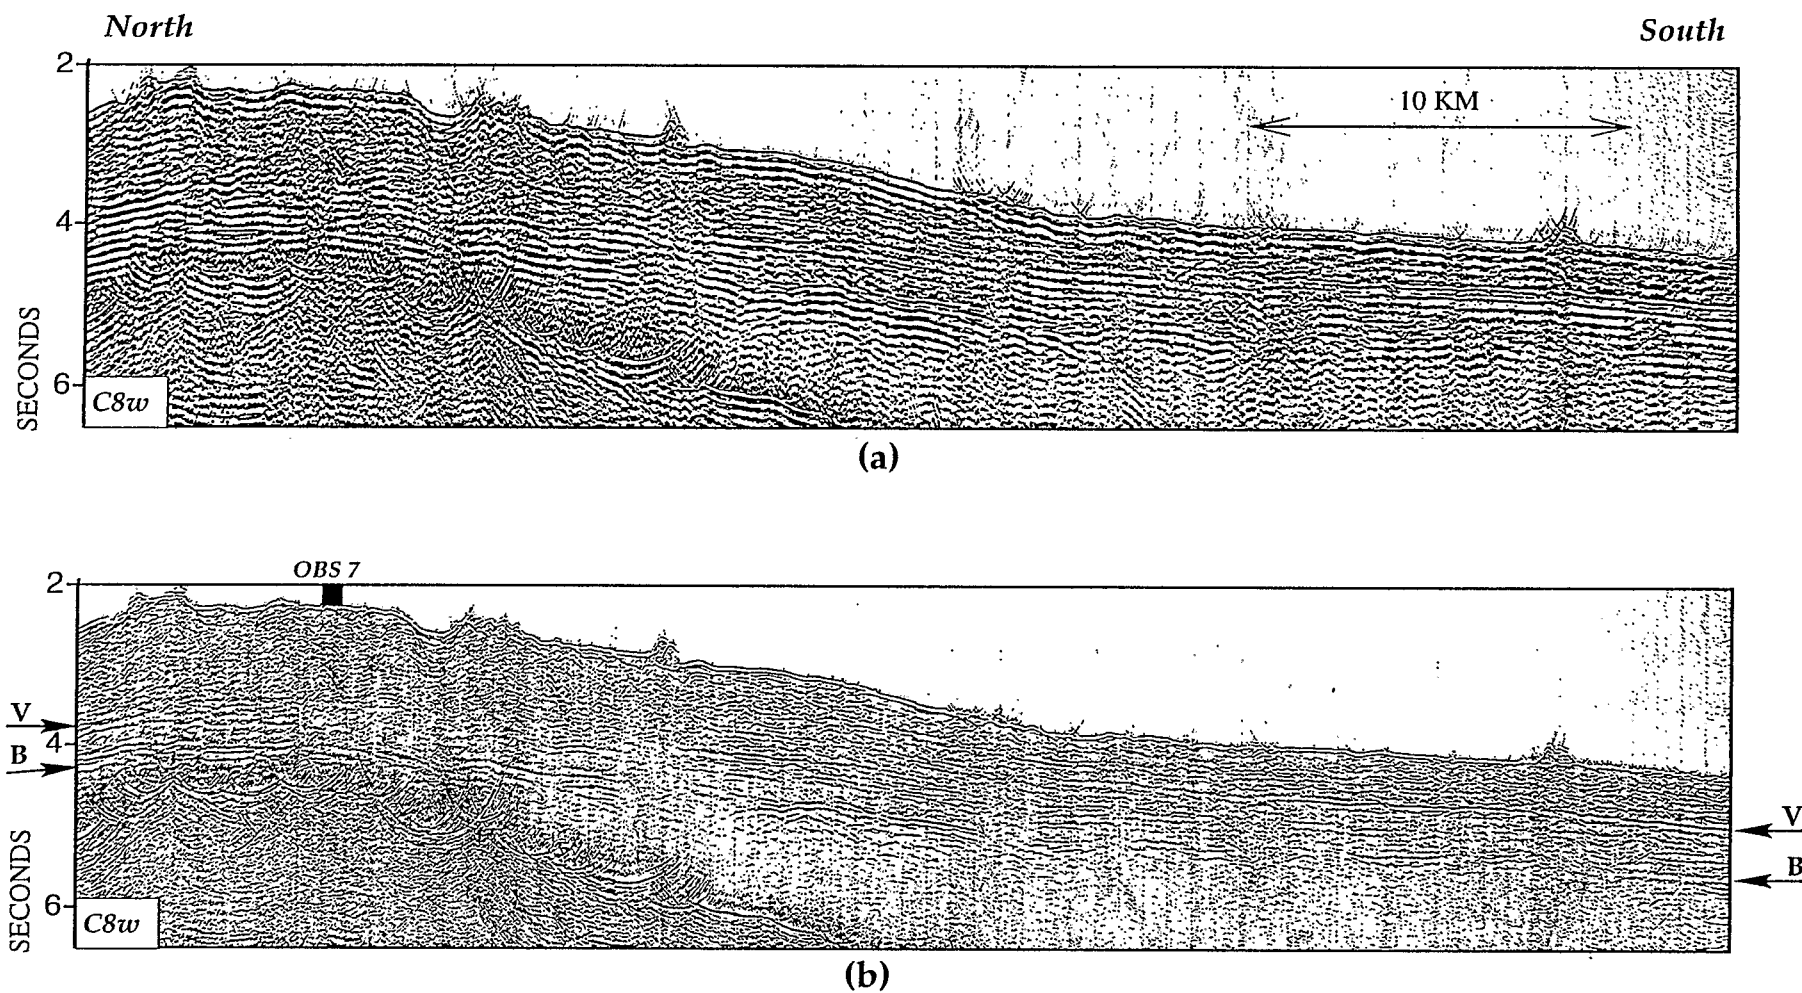 North
South
2
10 KM
4
SECONDS
6
C8w
(a)
OBS 7
2
V
4
B
V
B
SECONDS
6
C8w
(b)